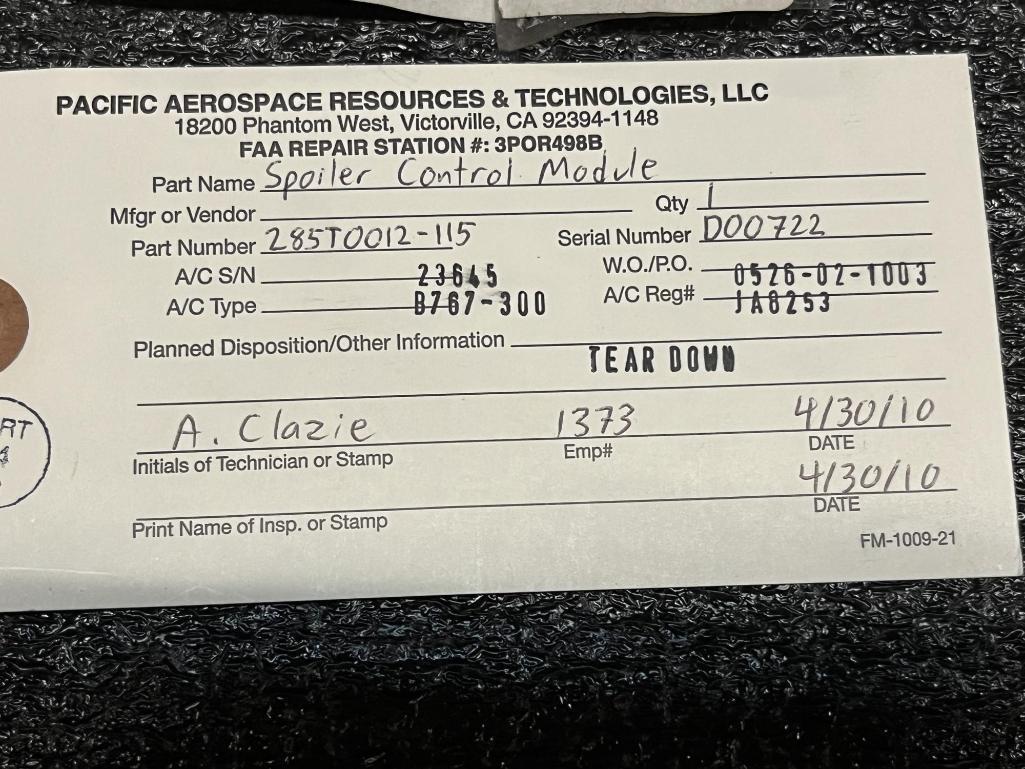 PACIFIC AEROSPACE RESOURCES & TECHNOLOGIES, LLC
18200 Phantom West, Victorville, CA 92394-1148
FAA REPAIR STATION #: 3POR498B
Part Name Spoiler Control Module
Mfgr or Vendor Qty 1
Part Number 285T0012-115 Serial Number D00722
A/C S/N 23645 W.O./P.O. 0526-02-1003
A/C Type B767-300 A/C Reg# JA8253
Planned Disposition/Other Information
TEAR DOWN
A. Clazie 1373 4/30/10
Initials of Technician or Stamp Emp# DATE
4/30/10
Print Name of Insp. or Stamp DATE
FM-1009-21